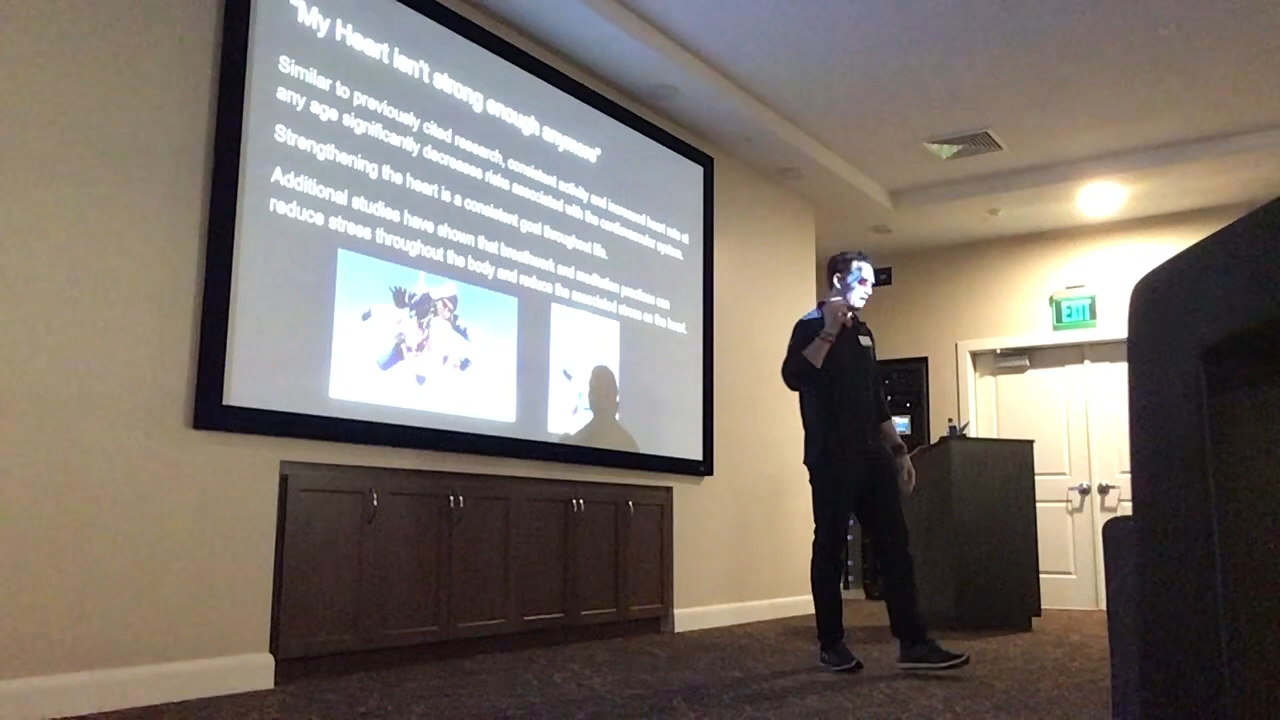 "My Heart isn't strong enough anymore"
Similar to previously cited research, consistent activity and increased heart rate at
any age significantly decreases risks associated with the cardiovascular system.
Strengthening the heart is a consistent goal throughout life.
Additional studies have shown that breathwork and meditation practices can
reduce stress throughout the body and reduce the associated stress on the heart.
EXIT